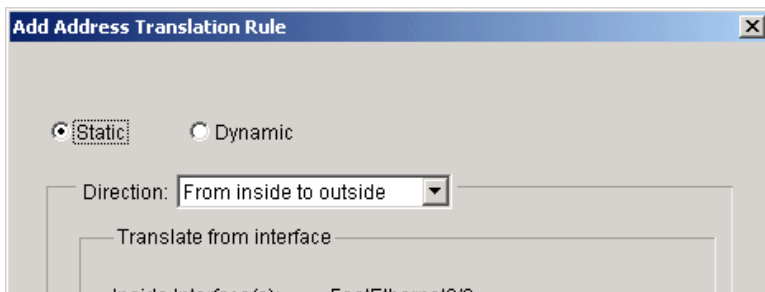 Add Address Translation Rule
Static Dynamic
Direction: From inside to outside
Translate from interface